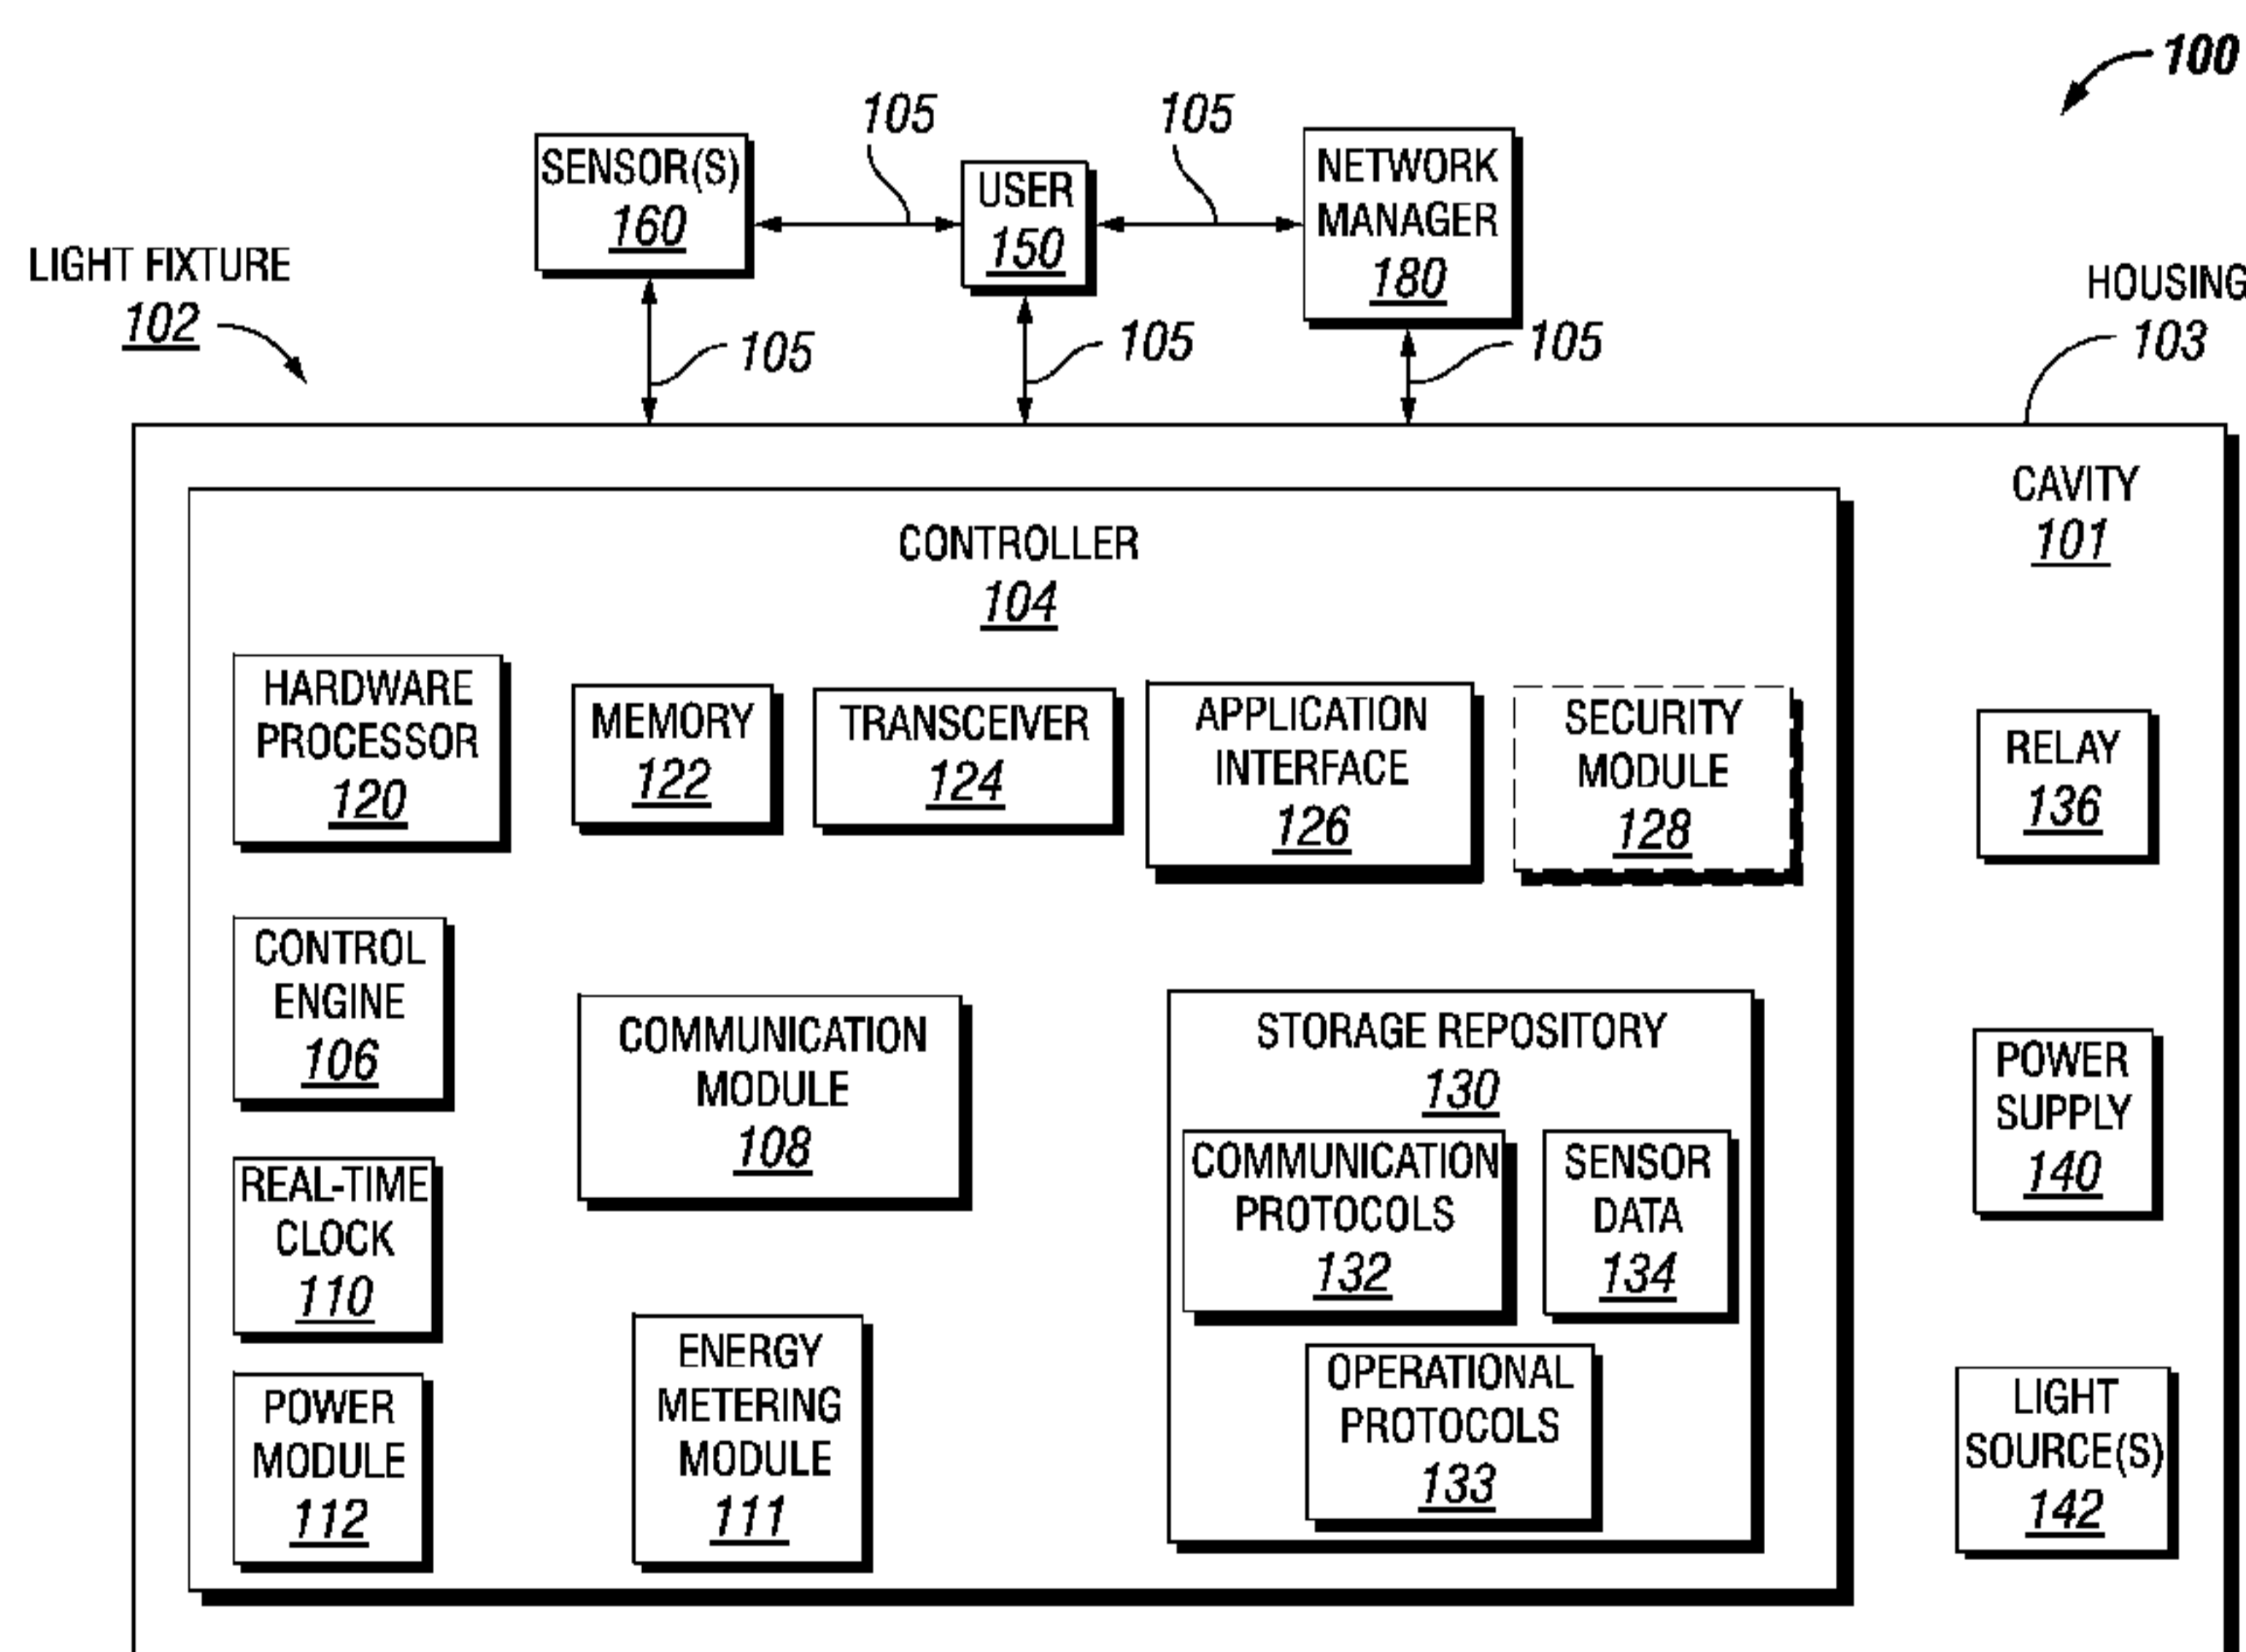 100
105
105
SENSOR(S)
160
USER
150
NETWORK
MANAGER
180
LIGHT FIXTURE
102
HOUSING
103
105
105
105
CAVITY
101
CONTROLLER
104
HARDWARE
PROCESSOR
120
MEMORY
122
TRANSCEIVER
124
APPLICATION
INTERFACE
126
SECURITY
MODULE
128
RELAY
136
CONTROL
ENGINE
106
COMMUNICATION
MODULE
108
STORAGE REPOSITORY
130
COMMUNICATION
PROTOCOLS
132
SENSOR
DATA
134
OPERATIONAL
PROTOCOLS
133
POWER
SUPPLY
140
REAL-TIME
CLOCK
110
POWER
MODULE
112
ENERGY
METERING
MODULE
111
LIGHT
SOURCE(S)
142